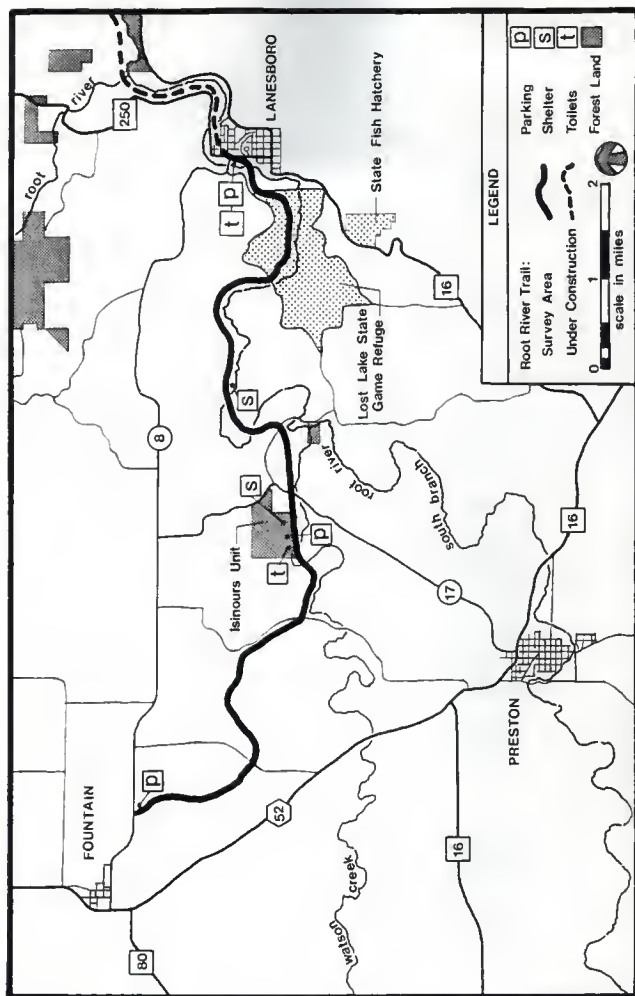 FOUNTAIN
80
52
p
8
Isinours Unit
s
t
p
s
root
river
250
LANESBORO
t
p
State Fish Hatchery
Lost Lake State
Game Refuge
root river
south branch
17
16
16
16
PRESTON
watson creek
LEGEND
Root River Trail:
Survey Area
Under Construction
Parking p
Shelter s
Toilets t
Forest Land
0 1 2
scale in miles